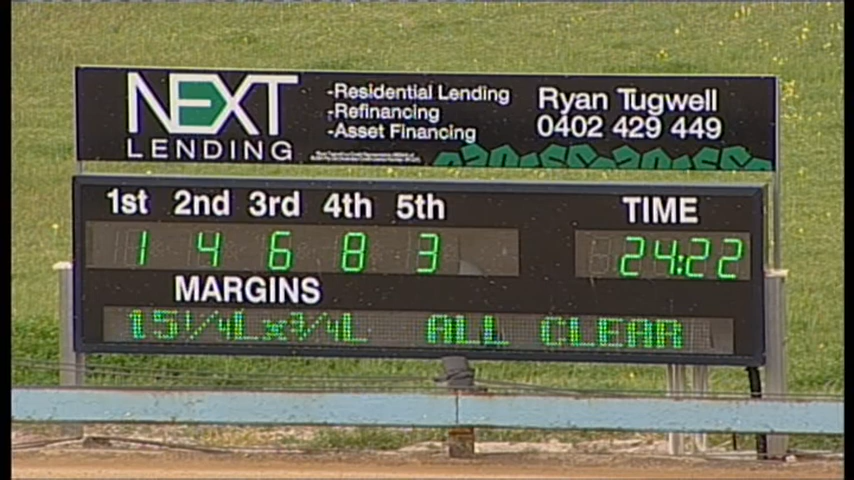 NEXT
LENDING
-Residential Lending
-Refinancing
-Asset Financing
Ryan Tugwell
0402 429 449
1st 2nd 3rd 4th 5th TIME
1 4 6 8 3 24:22
MARGINS
15¼Lx¾L ALL CLEAR